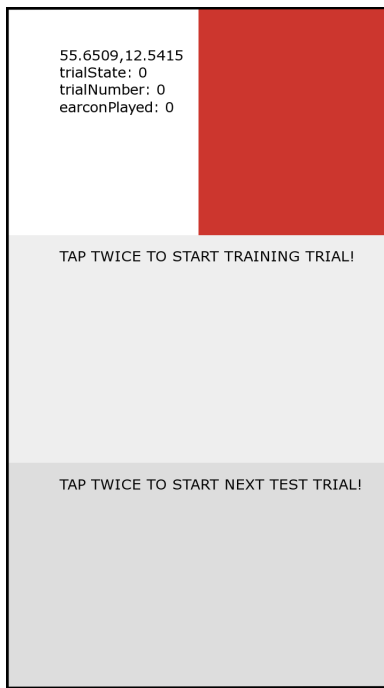 55.6509,12.5415
trialState: 0
trialNumber: 0
earconPlayed: 0
TAP TWICE TO START TRAINING TRIAL!
TAP TWICE TO START NEXT TEST TRIAL!